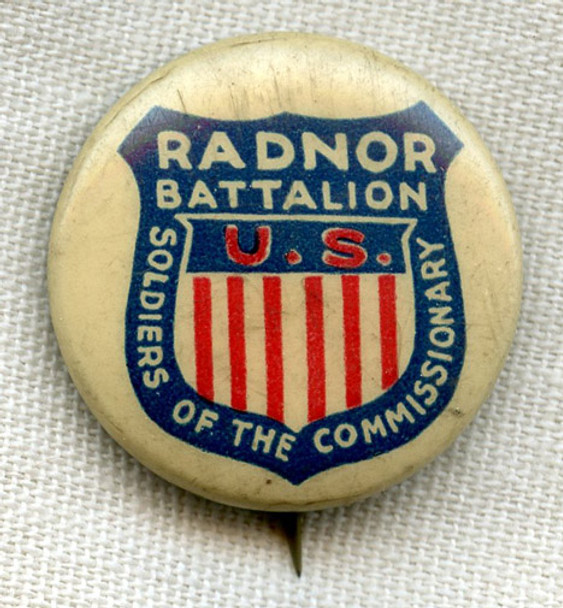 RADNOR
BATTALION
U.S.
SOLDIERS OF THE COMMISSIONARY